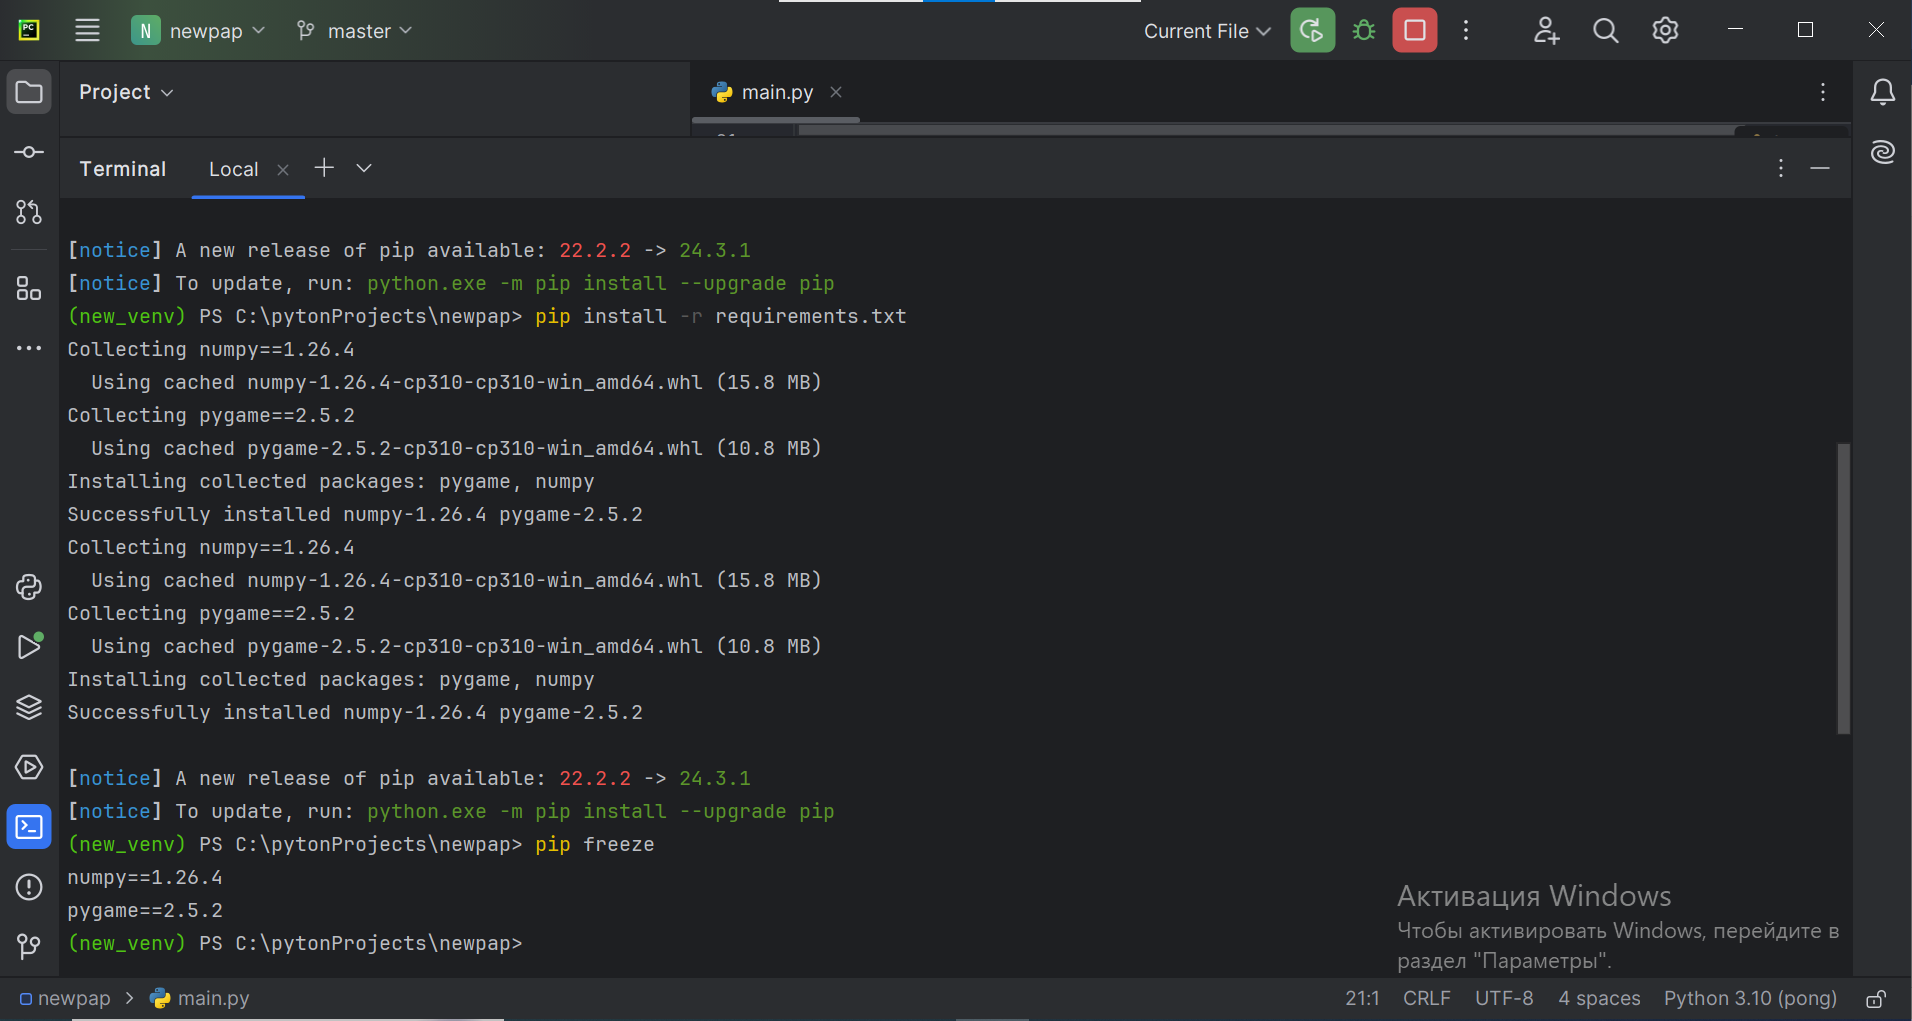 PC
N newpap master Current File
Project
main.py
Terminal Local
[notice] A new release of pip available: 22.2.2 -> 24.3.1
[notice] To update, run: python.exe -m pip install --upgrade pip
(new_venv) PS C:\pytonProjects\newpap> pip install -r requirements.txt
Collecting numpy==1.26.4
  Using cached numpy-1.26.4-cp310-cp310-win_amd64.whl (15.8 MB)
Collecting pygame==2.5.2
  Using cached pygame-2.5.2-cp310-cp310-win_amd64.whl (10.8 MB)
Installing collected packages: pygame, numpy
Successfully installed numpy-1.26.4 pygame-2.5.2
Collecting numpy==1.26.4
  Using cached numpy-1.26.4-cp310-cp310-win_amd64.whl (15.8 MB)
Collecting pygame==2.5.2
  Using cached pygame-2.5.2-cp310-cp310-win_amd64.whl (10.8 MB)
Installing collected packages: pygame, numpy
Successfully installed numpy-1.26.4 pygame-2.5.2
[notice] A new release of pip available: 22.2.2 -> 24.3.1
[notice] To update, run: python.exe -m pip install --upgrade pip
(new_venv) PS C:\pytonProjects\newpap> pip freeze
numpy==1.26.4
pygame==2.5.2
(new_venv) PS C:\pytonProjects\newpap>
Активация Windows
Чтобы активировать Windows, перейдите в
раздел "Параметры".
newpap > main.py 21:1 CRLF UTF-8 4 spaces Python 3.10 (pong)